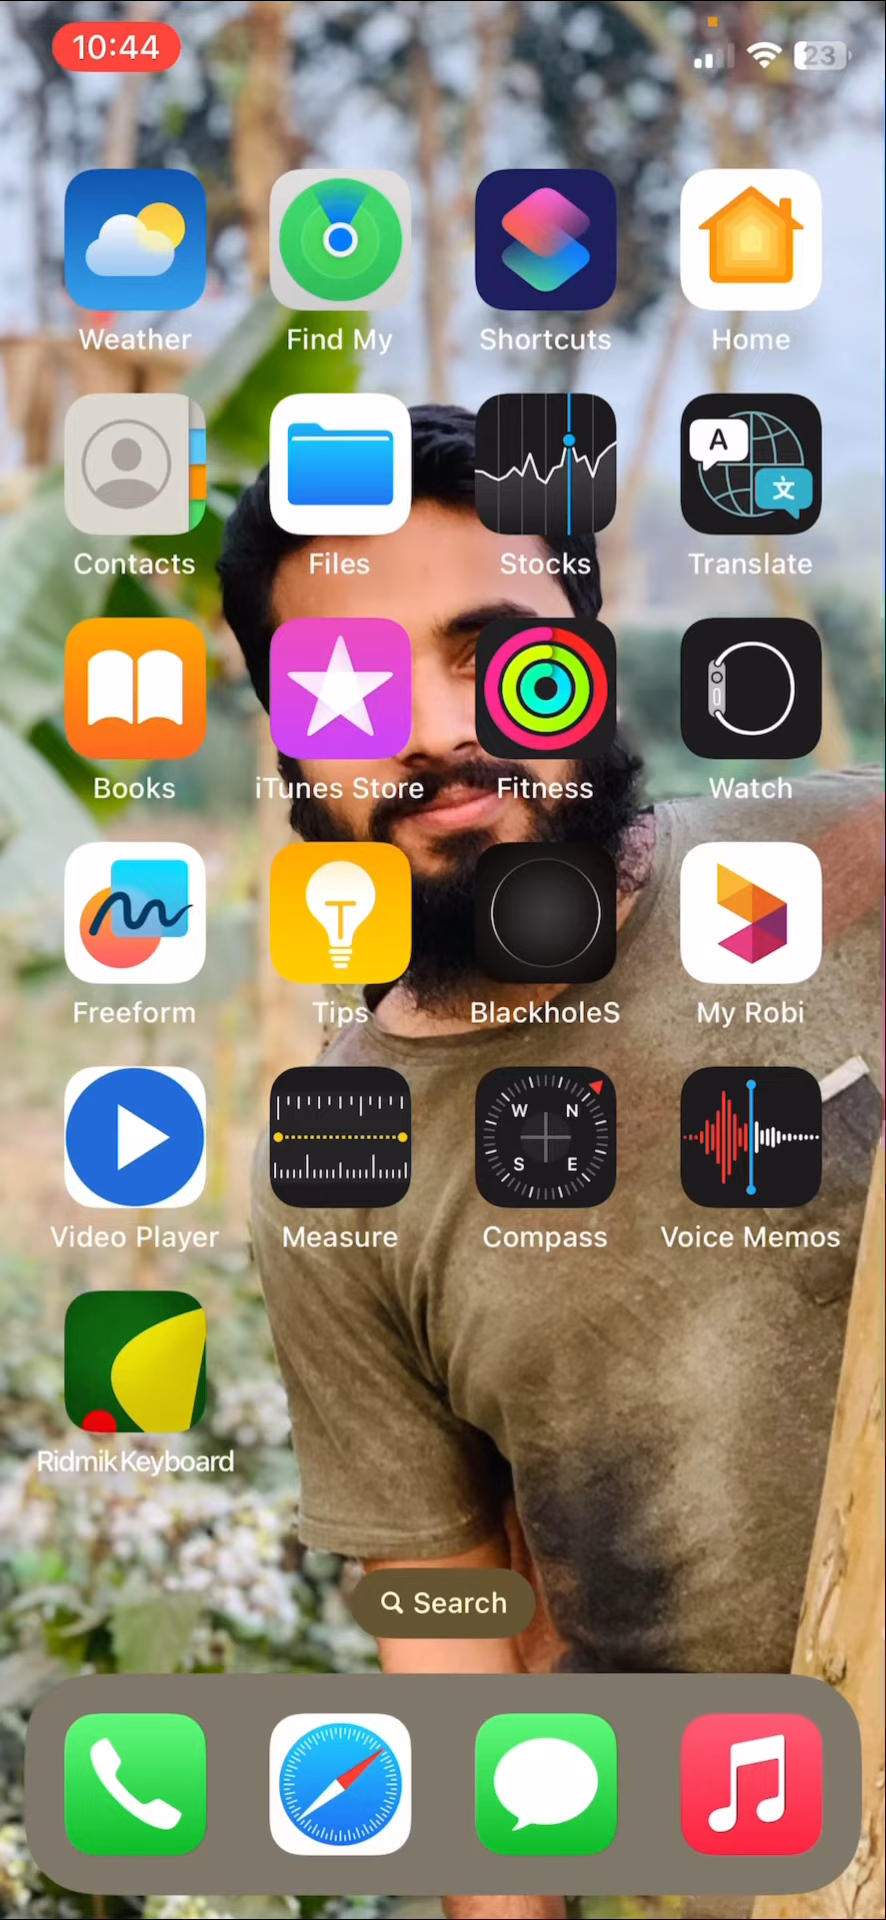 10:44
23
Weather
Find My
Shortcuts
Home
A
文
Contacts
Files
Stocks
Translate
Books
iTunes Store
Fitness
Watch
T
Freeform
Tips
BlackholeS
My Robi
W N
S E
Video Player
Measure
Compass
Voice Memos
Ridmik Keyboard
Search